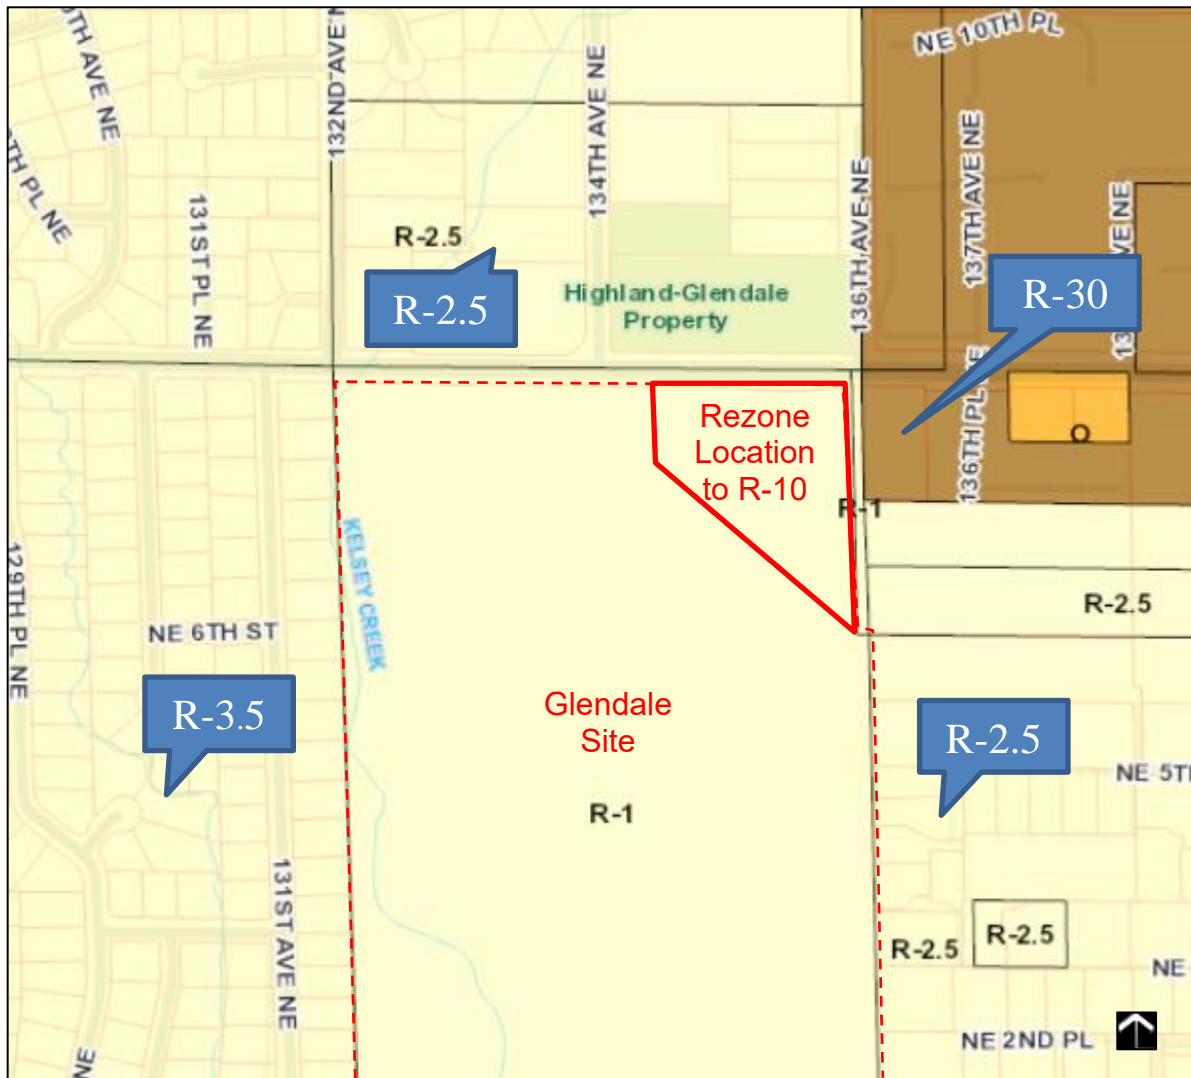 NE 10TH PL
132ND AVE N
134TH AVE NE
137TH AVE NE
136TH AVE NE
131ST PL NE
R-2.5
R-2.5
R-30
Highland-Glendale
Property
136TH PL NE
Rezone
Location
to R-10
O
R-1
KELSEY CREEK
129TH PL NE
NE 6TH ST
R-2.5
R-3.5
Glendale
Site
R-2.5
NE 5T
R-1
131ST AVE NE
R-2.5
R-2.5
NE
NE 2ND PL
NE